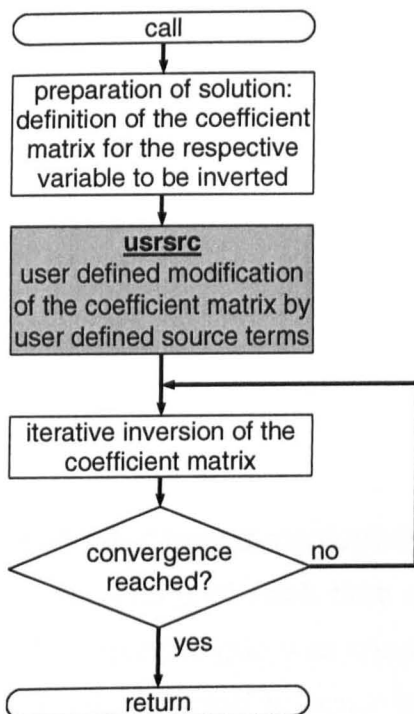 call
preparation of solution:
definition of the coefficient
matrix for the respective
variable to be inverted
usrsrc
user defined modification
of the coefficient matrix by
user defined source terms
iterative inversion of the
coefficient matrix
convergence
reached?
no
yes
return